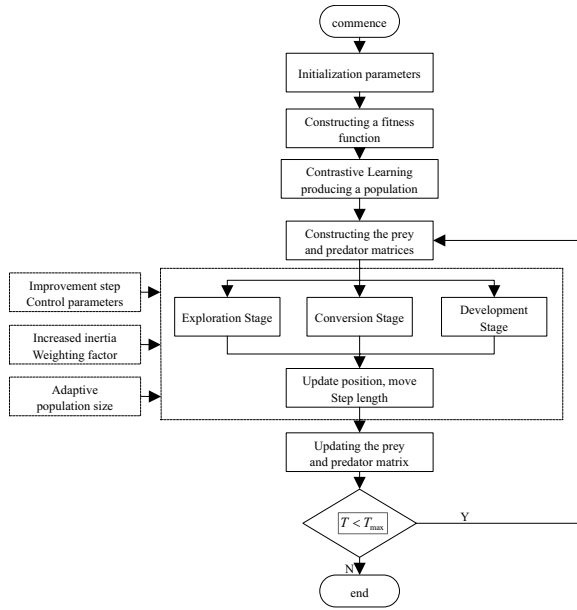 commence
Initialization parameters
Constructing a fitness
function
Contrastive Learning
producing a population
Constructing the prey
and predator matrices
Improvement step
Control parameters
Increased inertia
Weighting factor
Adaptive
population size
Exploration Stage
Conversion Stage
Development
Stage
Update position, move
Step length
Updating the prey
and predator matrix
T < Tmax
Y
N
end